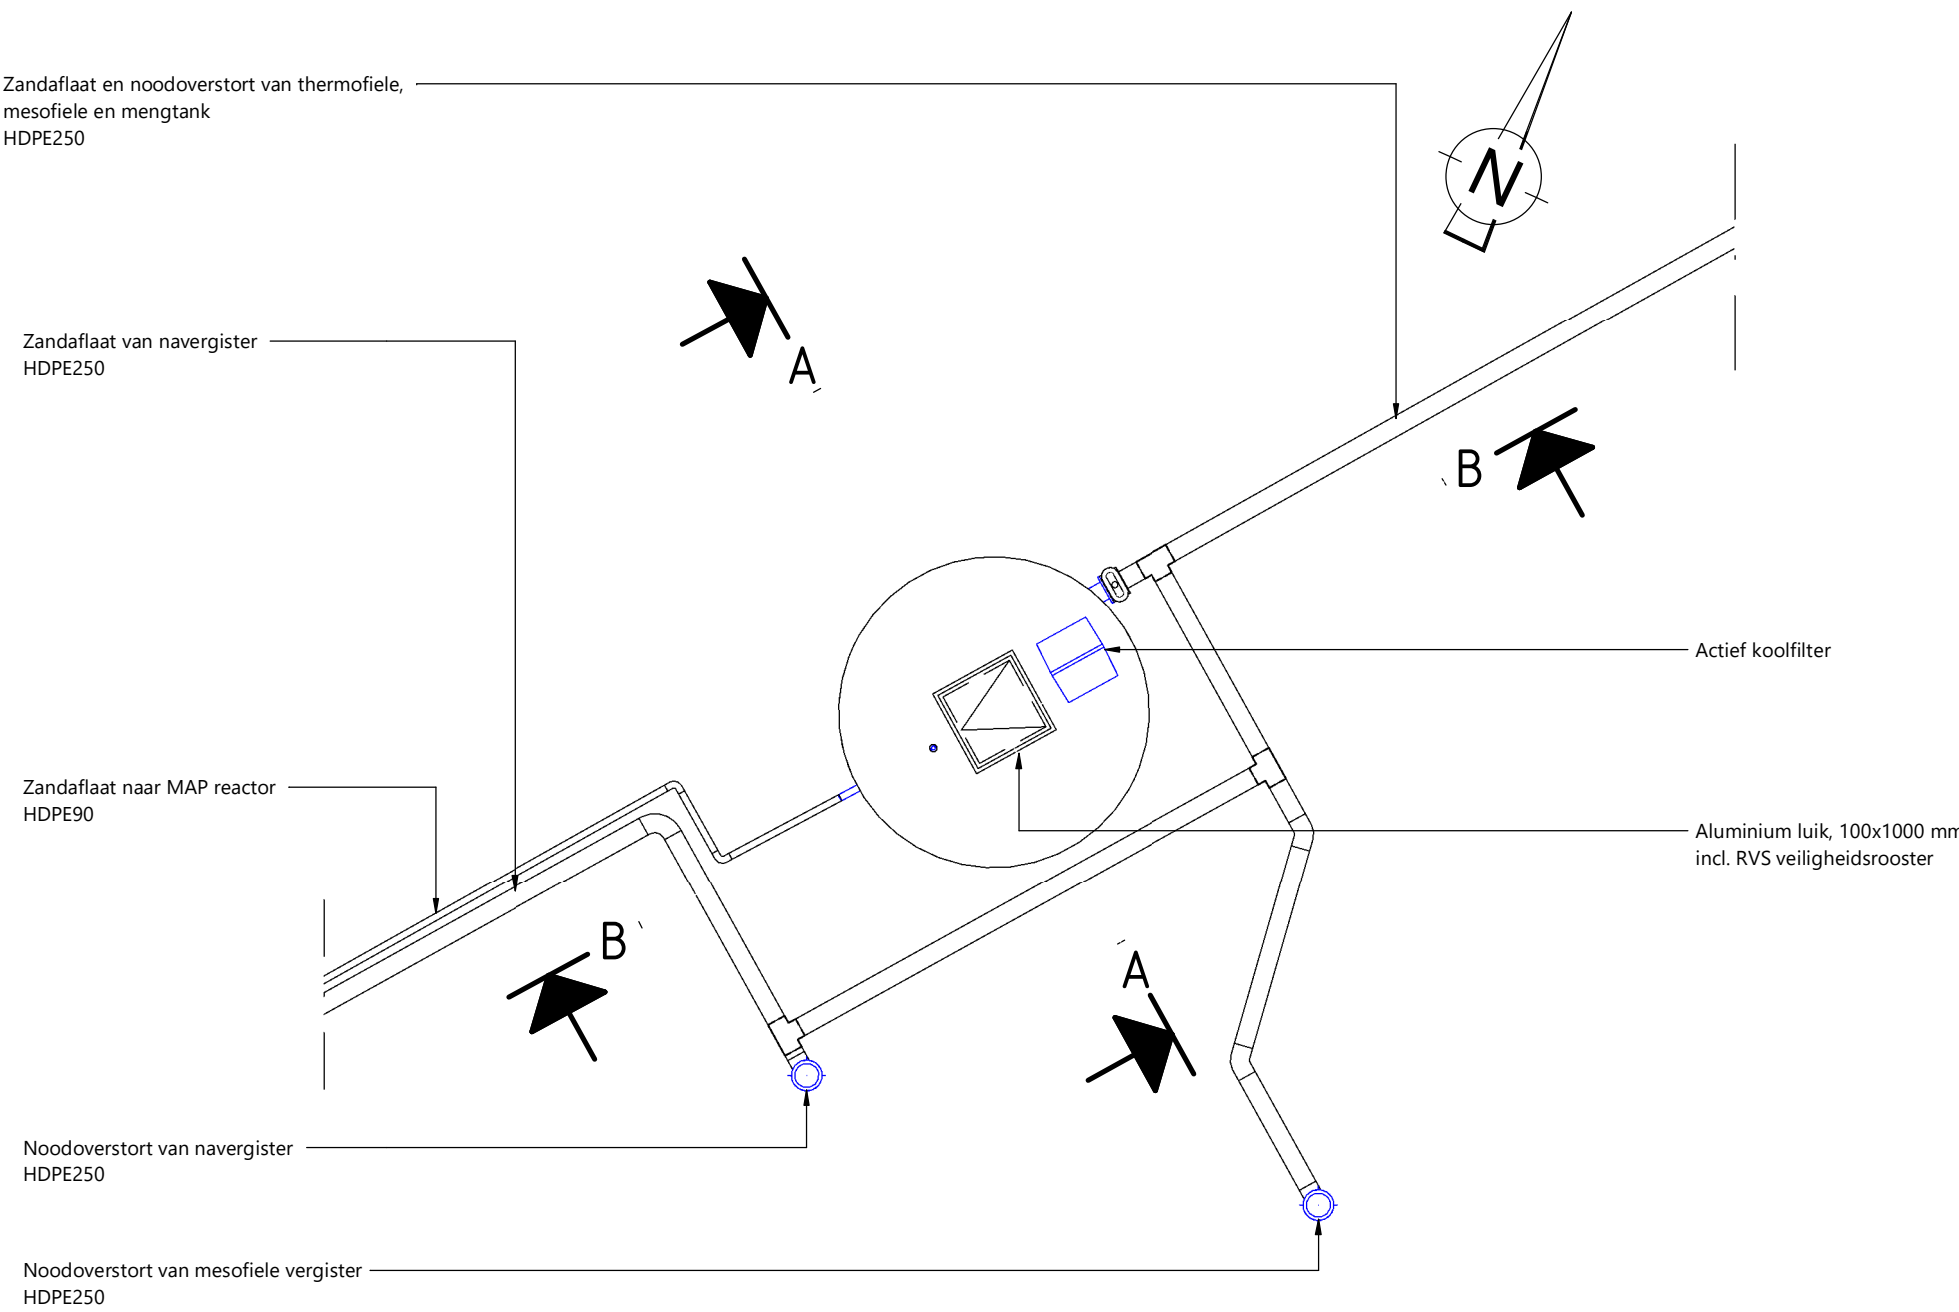 Zandaflaat en noodoverstort van thermofiele,
mesofiele en mengtank
HDPE250
N
Zandaflaat van navergister
HDPE250
A
B
Actief koolfilter
Zandaflaat naar MAP reactor
HDPE90
Aluminium luik, 100x1000 mm
incl. RVS veiligheidsrooster
B
A
Noodoverstort van navergister
HDPE250
Noodoverstort van mesofiele vergister
HDPE250